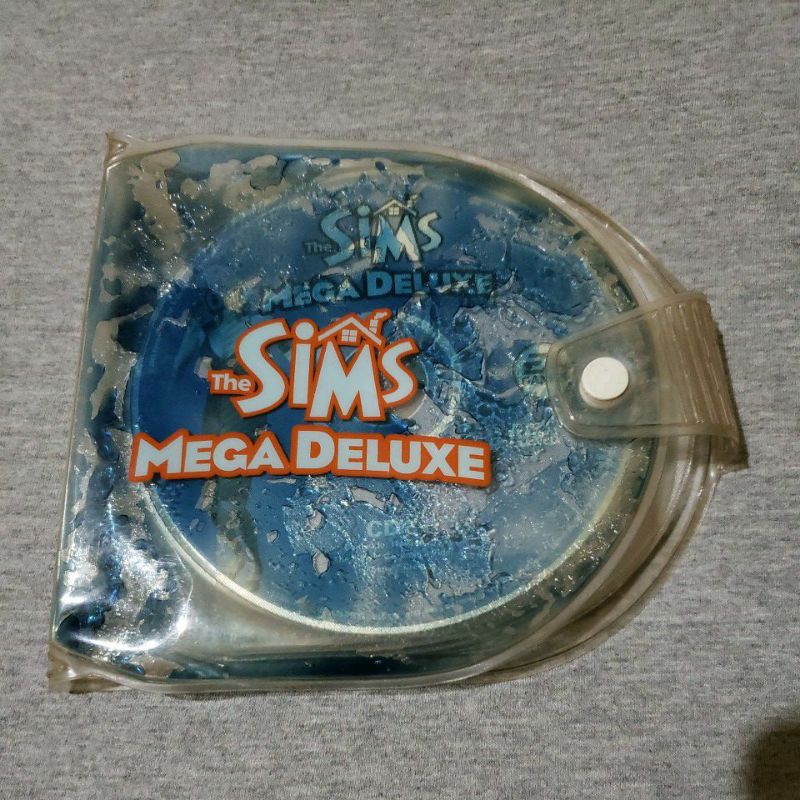 The Sims
Mega Deluxe
The Sims
Mega Deluxe
CD